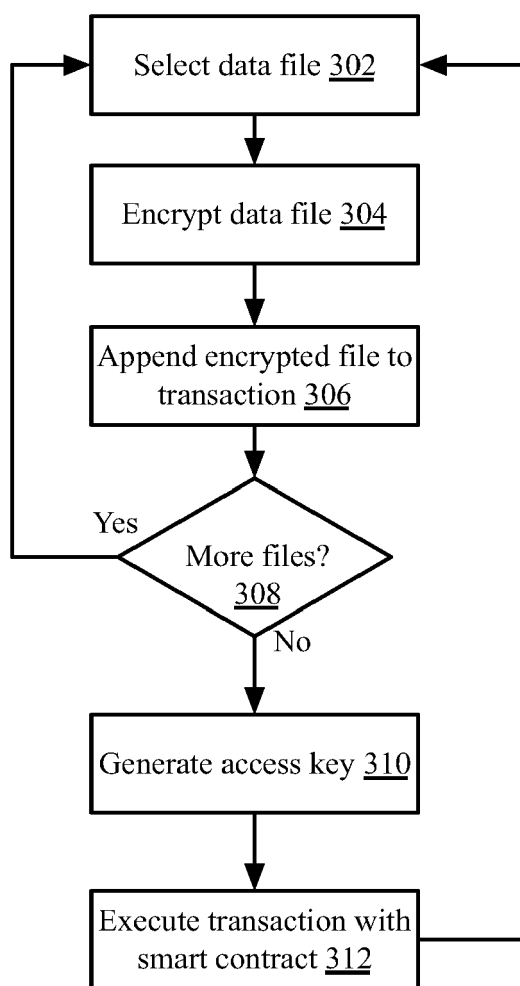 Select data file 302
Encrypt data file 304
Append encrypted file to
transaction 306
Yes
More files?
308
No
Generate access key 310
Execute transaction with
smart contract 312